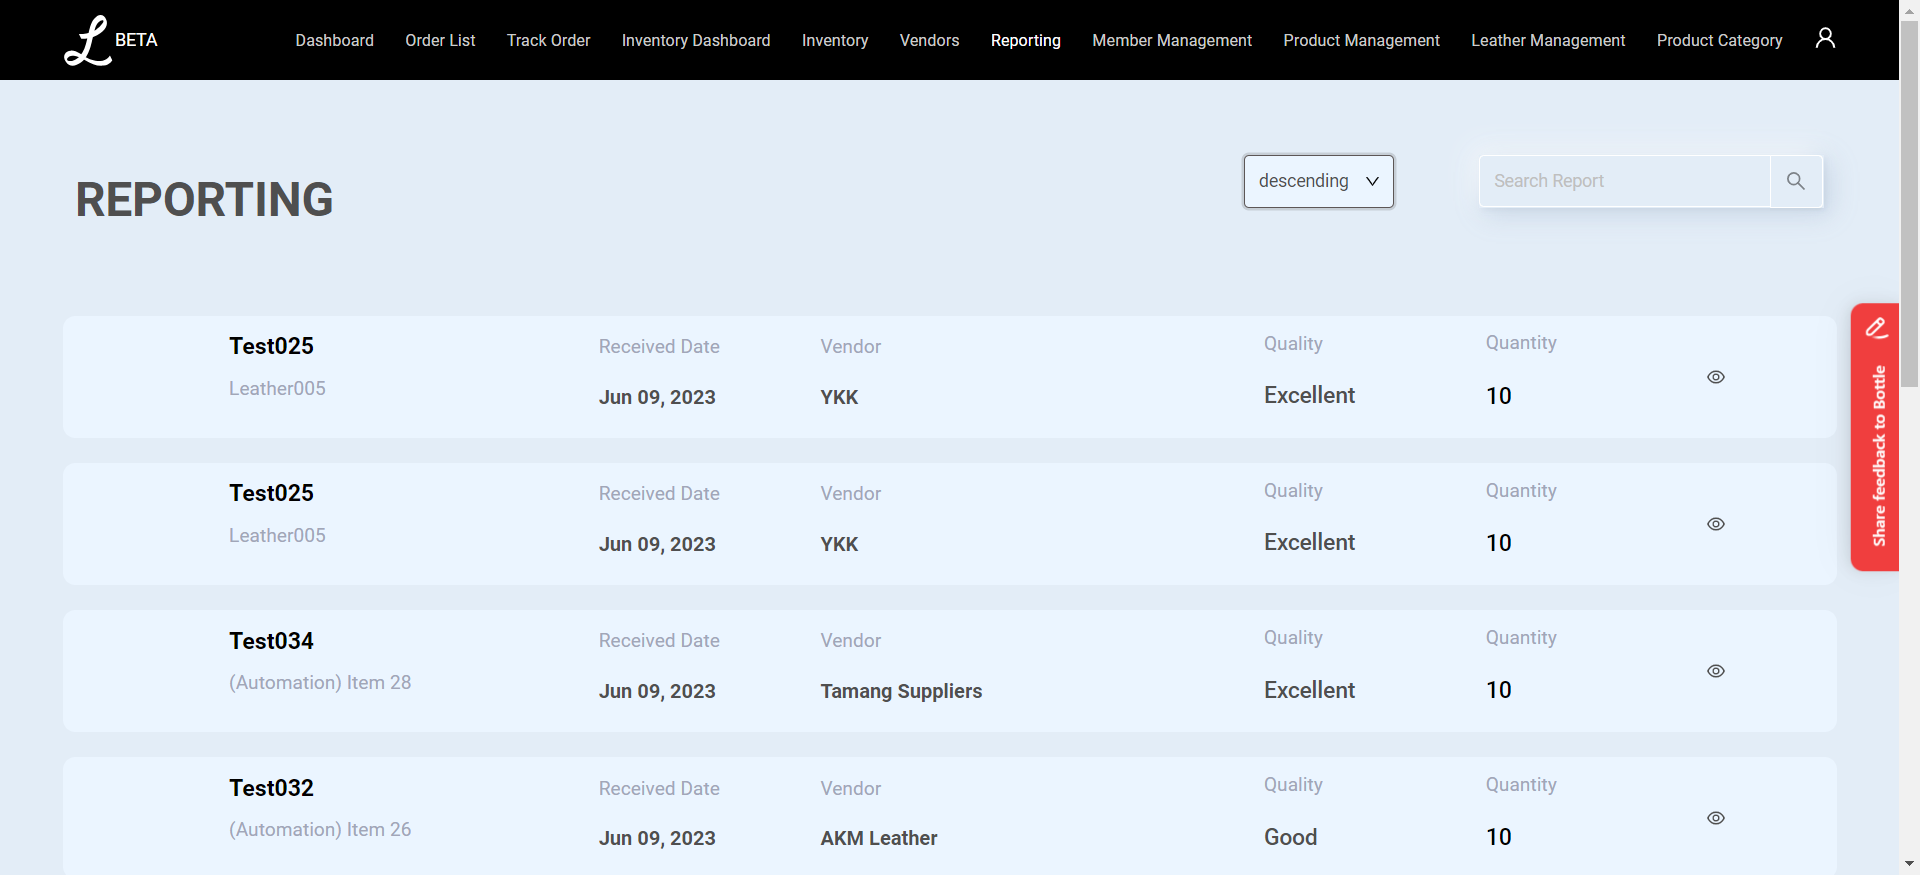 L BETA Dashboard Order List Track Order Inventory Dashboard Inventory Vendors Reporting Member Management Product Management Leather Management Product Category
REPORTING
descending
Search Report
Test025 Received Date Vendor Quality Quantity
Leather005 Jun 09, 2023 YKK Excellent 10
Test025 Received Date Vendor Quality Quantity
Leather005 Jun 09, 2023 YKK Excellent 10
Test034 Received Date Vendor Quality Quantity
(Automation) Item 28 Jun 09, 2023 Tamang Suppliers Excellent 10
Test032 Received Date Vendor Quality Quantity
(Automation) Item 26 Jun 09, 2023 AKM Leather Good 10
Share feedback to Bottle